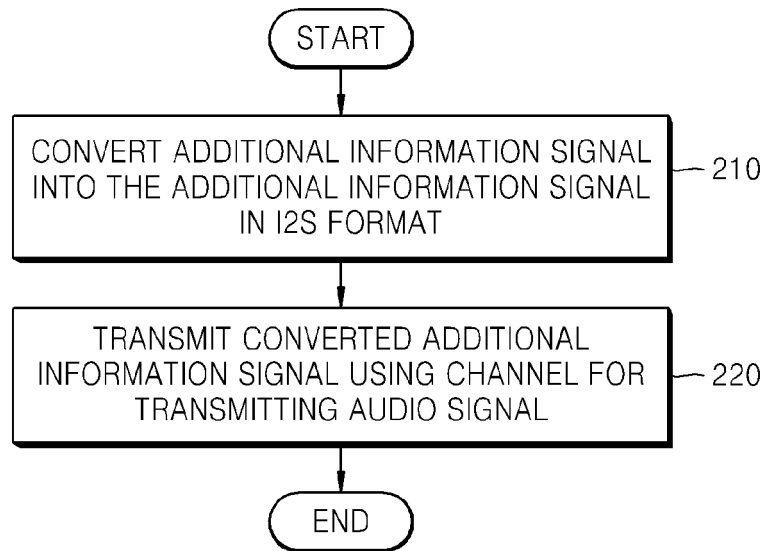 START
CONVERT ADDITIONAL INFORMATION SIGNAL
INTO THE ADDITIONAL INFORMATION SIGNAL
IN I2S FORMAT
210
TRANSMIT CONVERTED ADDITIONAL
INFORMATION SIGNAL USING CHANNEL FOR
TRANSMITTING AUDIO SIGNAL
220
END